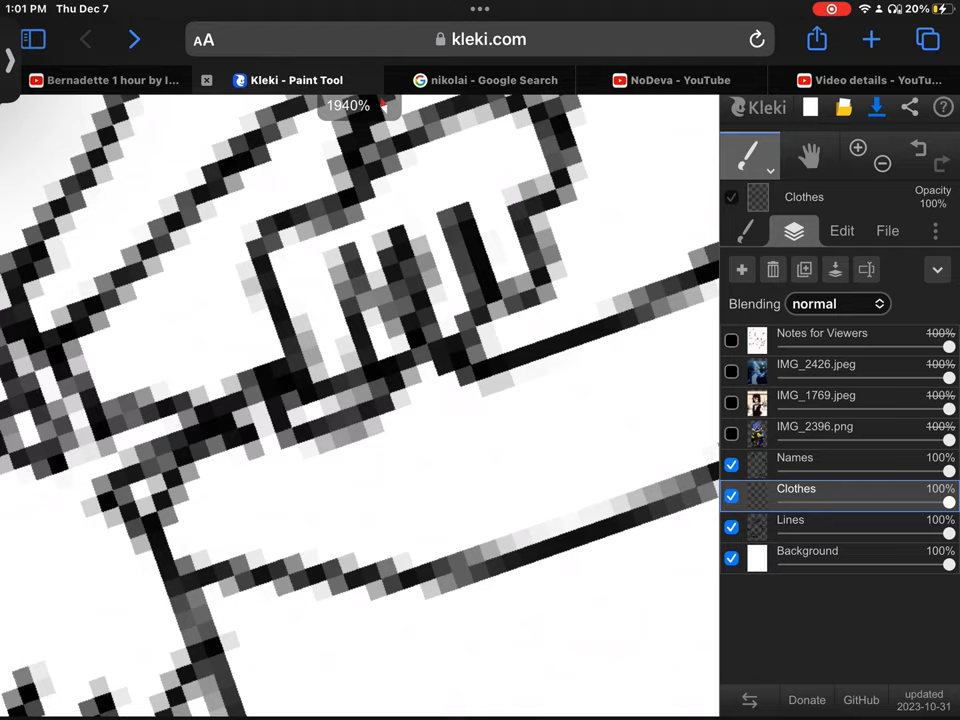 1:01 PM Thu Dec 7
20%
AA
kleki.com
Bernadette 1 hour by I...
Kleki - Paint Tool
nikolai - Google Search
NoDeva - YouTube
Video details - YouTu...
1940%
Kleki
Clothes
Opacity
100%
Edit
File
Blending
normal
Notes for Viewers 100%
IMG_2426.jpeg 100%
IMG_1769.jpeg 100%
IMG_2396.png 100%
Names 100%
Clothes 100%
Lines 100%
Background 100%
Donate
GitHub
updated
2023-10-31